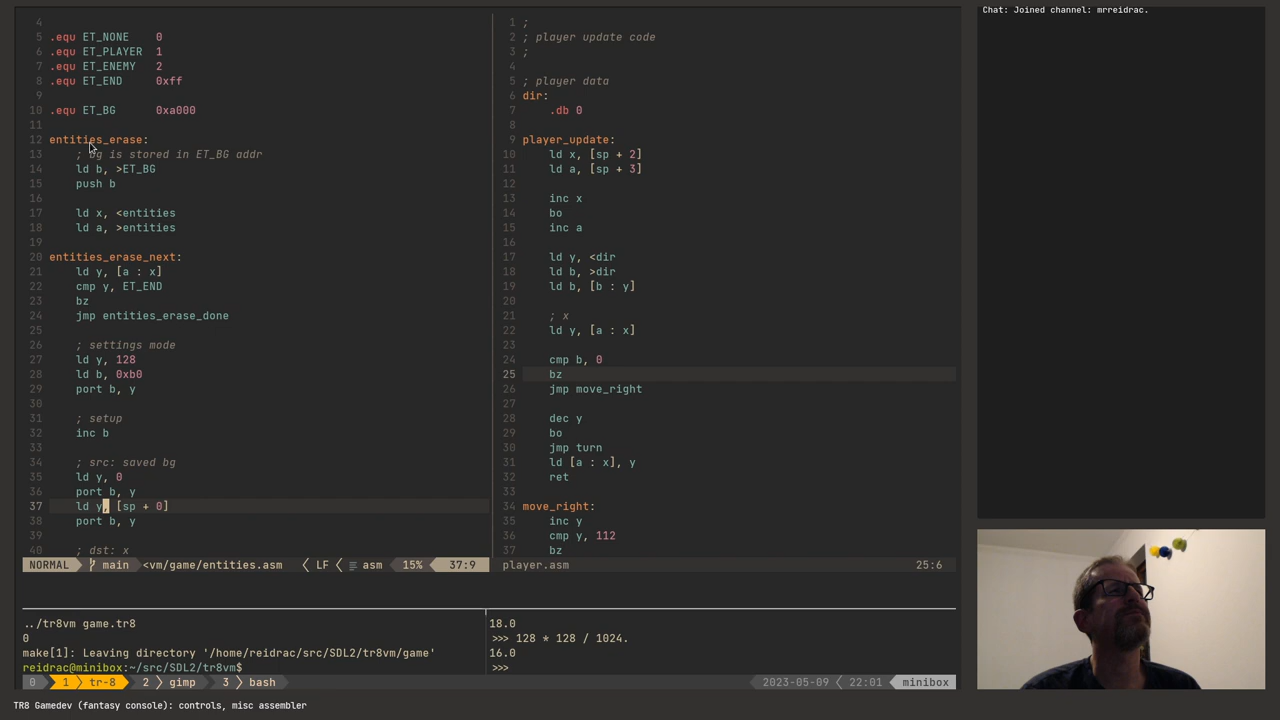 Chat: Joined channel: mrreidrac.
4
5 .equ ET_NONE 0
6 .equ ET_PLAYER 1
7 .equ ET_ENEMY 2
8 .equ ET_END 0xff
9
10 .equ ET_BG 0xa000
11
12 entities_erase:
13 ; bg is stored in ET_BG addr
14 ld b, >ET_BG
15 push b
16
17 ld x, <entities
18 ld a, >entities
19
20 entities_erase_next:
21 ld y, [a : x]
22 cmp y, ET_END
23 bz
24 jmp entities_erase_done
25
26 ; settings mode
27 ld y, 128
28 ld b, 0xb0
29 port b, y
30
31 ; setup
32 inc b
33
34 ; src: saved bg
35 ld y, 0
36 port b, y
37 ld y, [sp + 0]
38 port b, y
39
40 ; dst: x
NORMAL main <vm/game/entities.asm LF asm 15% 37:9
1 ;
2 ; player update code
3 ;
4
5 ; player data
6 dir:
7 .db 0
8
9 player_update:
10 ld x, [sp + 2]
11 ld a, [sp + 3]
12
13 inc x
14 bo
15 inc a
16
17 ld y, <dir
18 ld b, >dir
19 ld b, [b : y]
20
21 ; x
22 ld y, [a : x]
23
24 cmp b, 0
25 bz
26 jmp move_right
27
28 dec y
29 bo
30 jmp turn
31 ld [a : x], y
32 ret
33
34 move_right:
35 inc y
36 cmp y, 112
37 bz
player.asm 25:6
../tr8vm game.tr8
0
make[1]: Leaving directory '/home/reidrac/src/SDL2/tr8vm/game'
reidrac@minibox:~/src/SDL2/tr8vm$
18.0
>>> 128 * 128 / 1024.
16.0
>>>
0 1 tr-8 2 gimp 3 bash 2023-05-09 22:01 minibox
TR8 Gamedev (fantasy console): controls, misc assembler